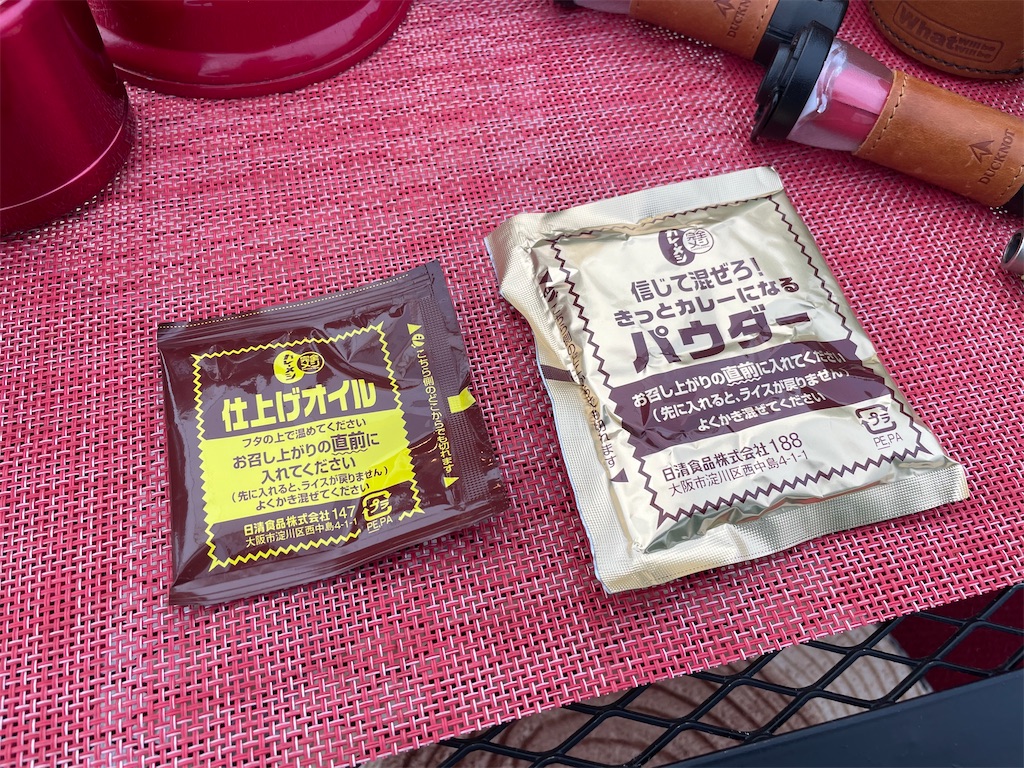 カレーメシ
仕上げオイル
フタの上で温めてください
お召し上がりの直前に
入れてください
(先に入れると、ライスが戻りません)
よくかき混ぜてください
日清食品株式会社 147
大阪市淀川区西中島4-1-1
プラ
PE,PA
こちら側のどこからでも切れます
カレーメシ
信じて混ぜろ!
きっとカレーになる
パウダー
お召し上がりの直前に入れてください
(先に入れると、ライスが戻りません)
よくかき混ぜてください
日清食品株式会社 188
大阪市淀川区西中島4-1-1
プラ
PE,PA
DUCKNOT
DUCKNOT
What